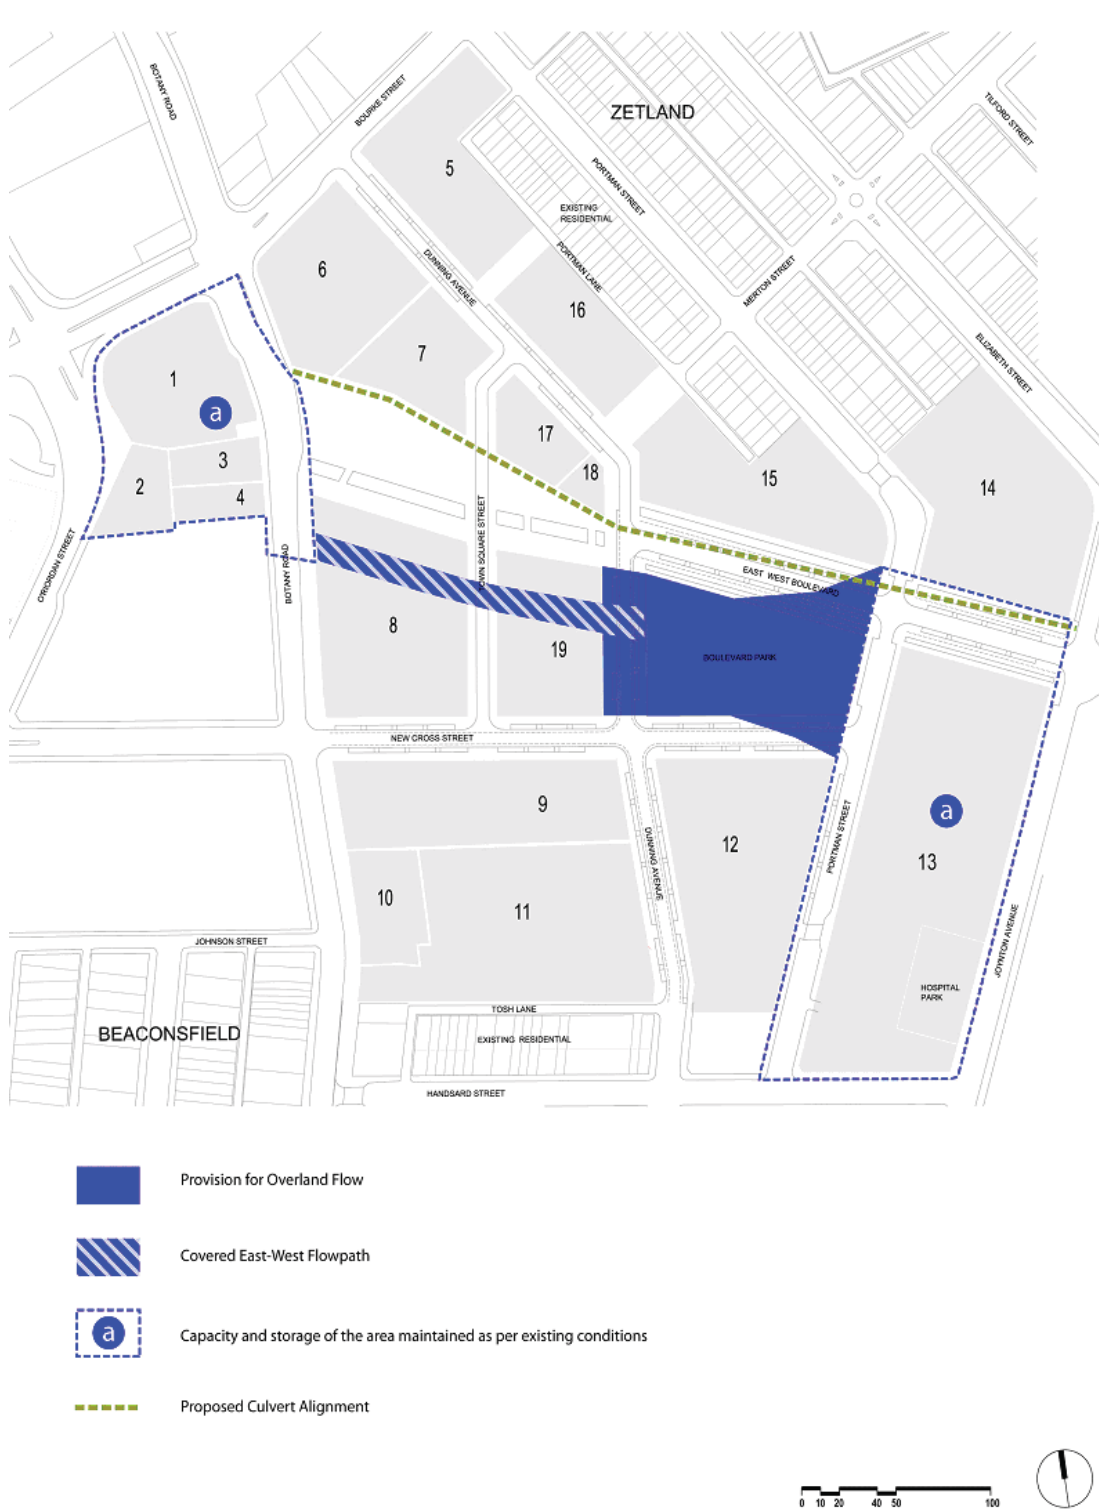 ZETLAND
BOTANY ROAD
BOURKE STREET
TILFORD STREET
5
PORTMAN STREET
EXISTING
RESIDENTIAL
6
DUNNING AVENUE
PORTMAN LANE
MERTON STREET
16
7
ELIZABETH STREET
1
a
17
3
18
15
2
4
14
TOWN SQUARE STREET
O'RIORDAN STREET
BOTANY ROAD
EAST WEST BOULEVARD
8
19
BOULEVARD PARK
NEW CROSS STREET
9
a
12
DUNNING AVENUE
PORTMAN STREET
13
10
11
JOHNSON STREET
JOYNTON AVENUE
HOSPITAL
PARK
TOSH LANE
BEACONSFIELD
EXISTING RESIDENTIAL
HANDSARD STREET
Provision for Overland Flow
Covered East-West Flowpath
a
Capacity and storage of the area maintained as per existing conditions
Proposed Culvert Alignment
0 10 20 40 50 100